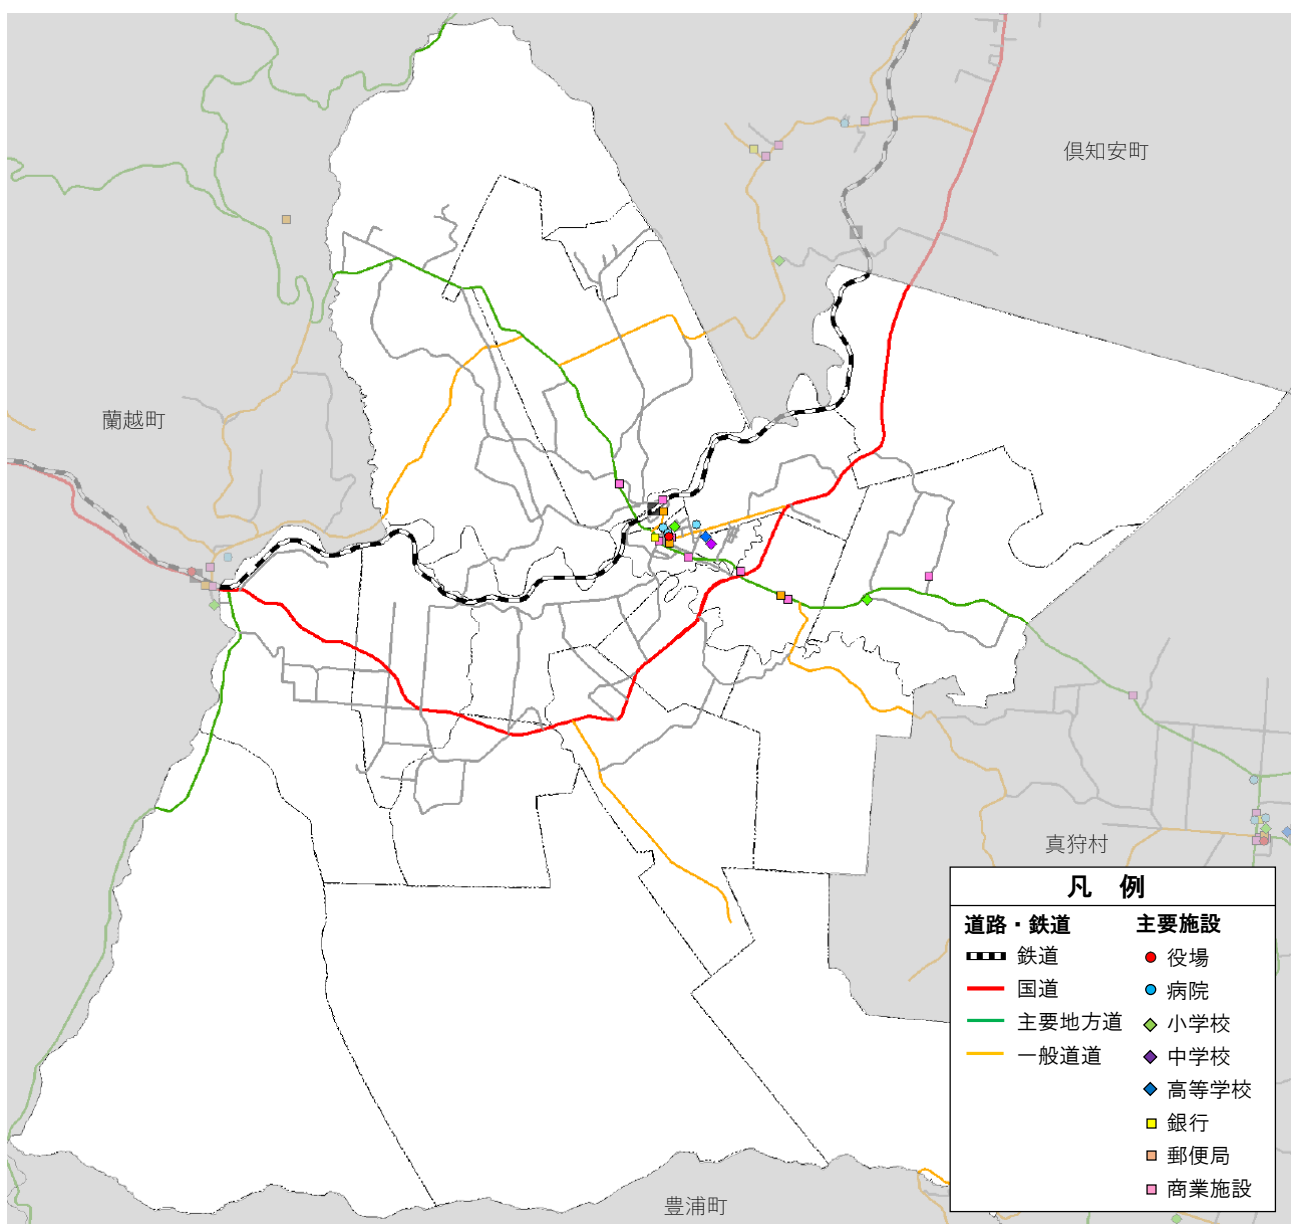 倶知安町
蘭越町
真狩村
豊浦町
凡 例
道路・鉄道
鉄道
国道
主要地方道
一般道道
主要施設
役場
病院
小学校
中学校
高等学校
銀行
郵便局
商業施設